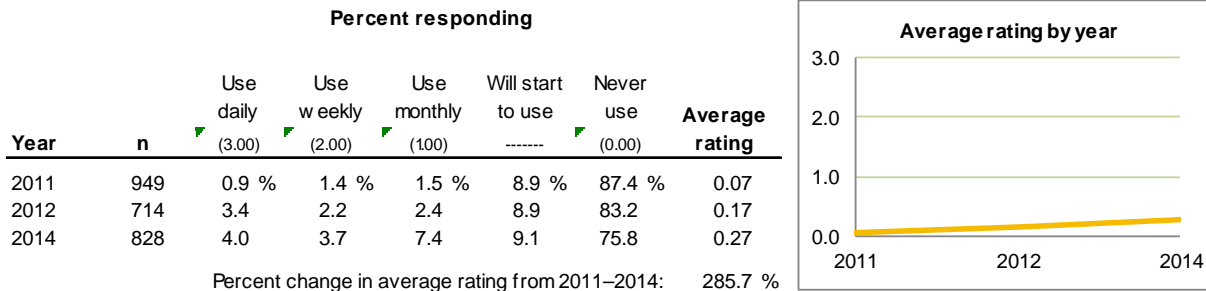 Percent responding
Use Use Use Will start Never
daily weekly monthly to use use Average
Year n (3.00) (2.00) (1.00) ------- (0.00) rating
2011 949 0.9 % 1.4 % 1.5 % 8.9 % 87.4 % 0.07
2012 714 3.4 2.2 2.4 8.9 83.2 0.17
2014 828 4.0 3.7 7.4 9.1 75.8 0.27
Percent change in average rating from 2011–2014: 285.7 %
Average rating by year
3.0
2.0
1.0
0.0
2011 2012 2014